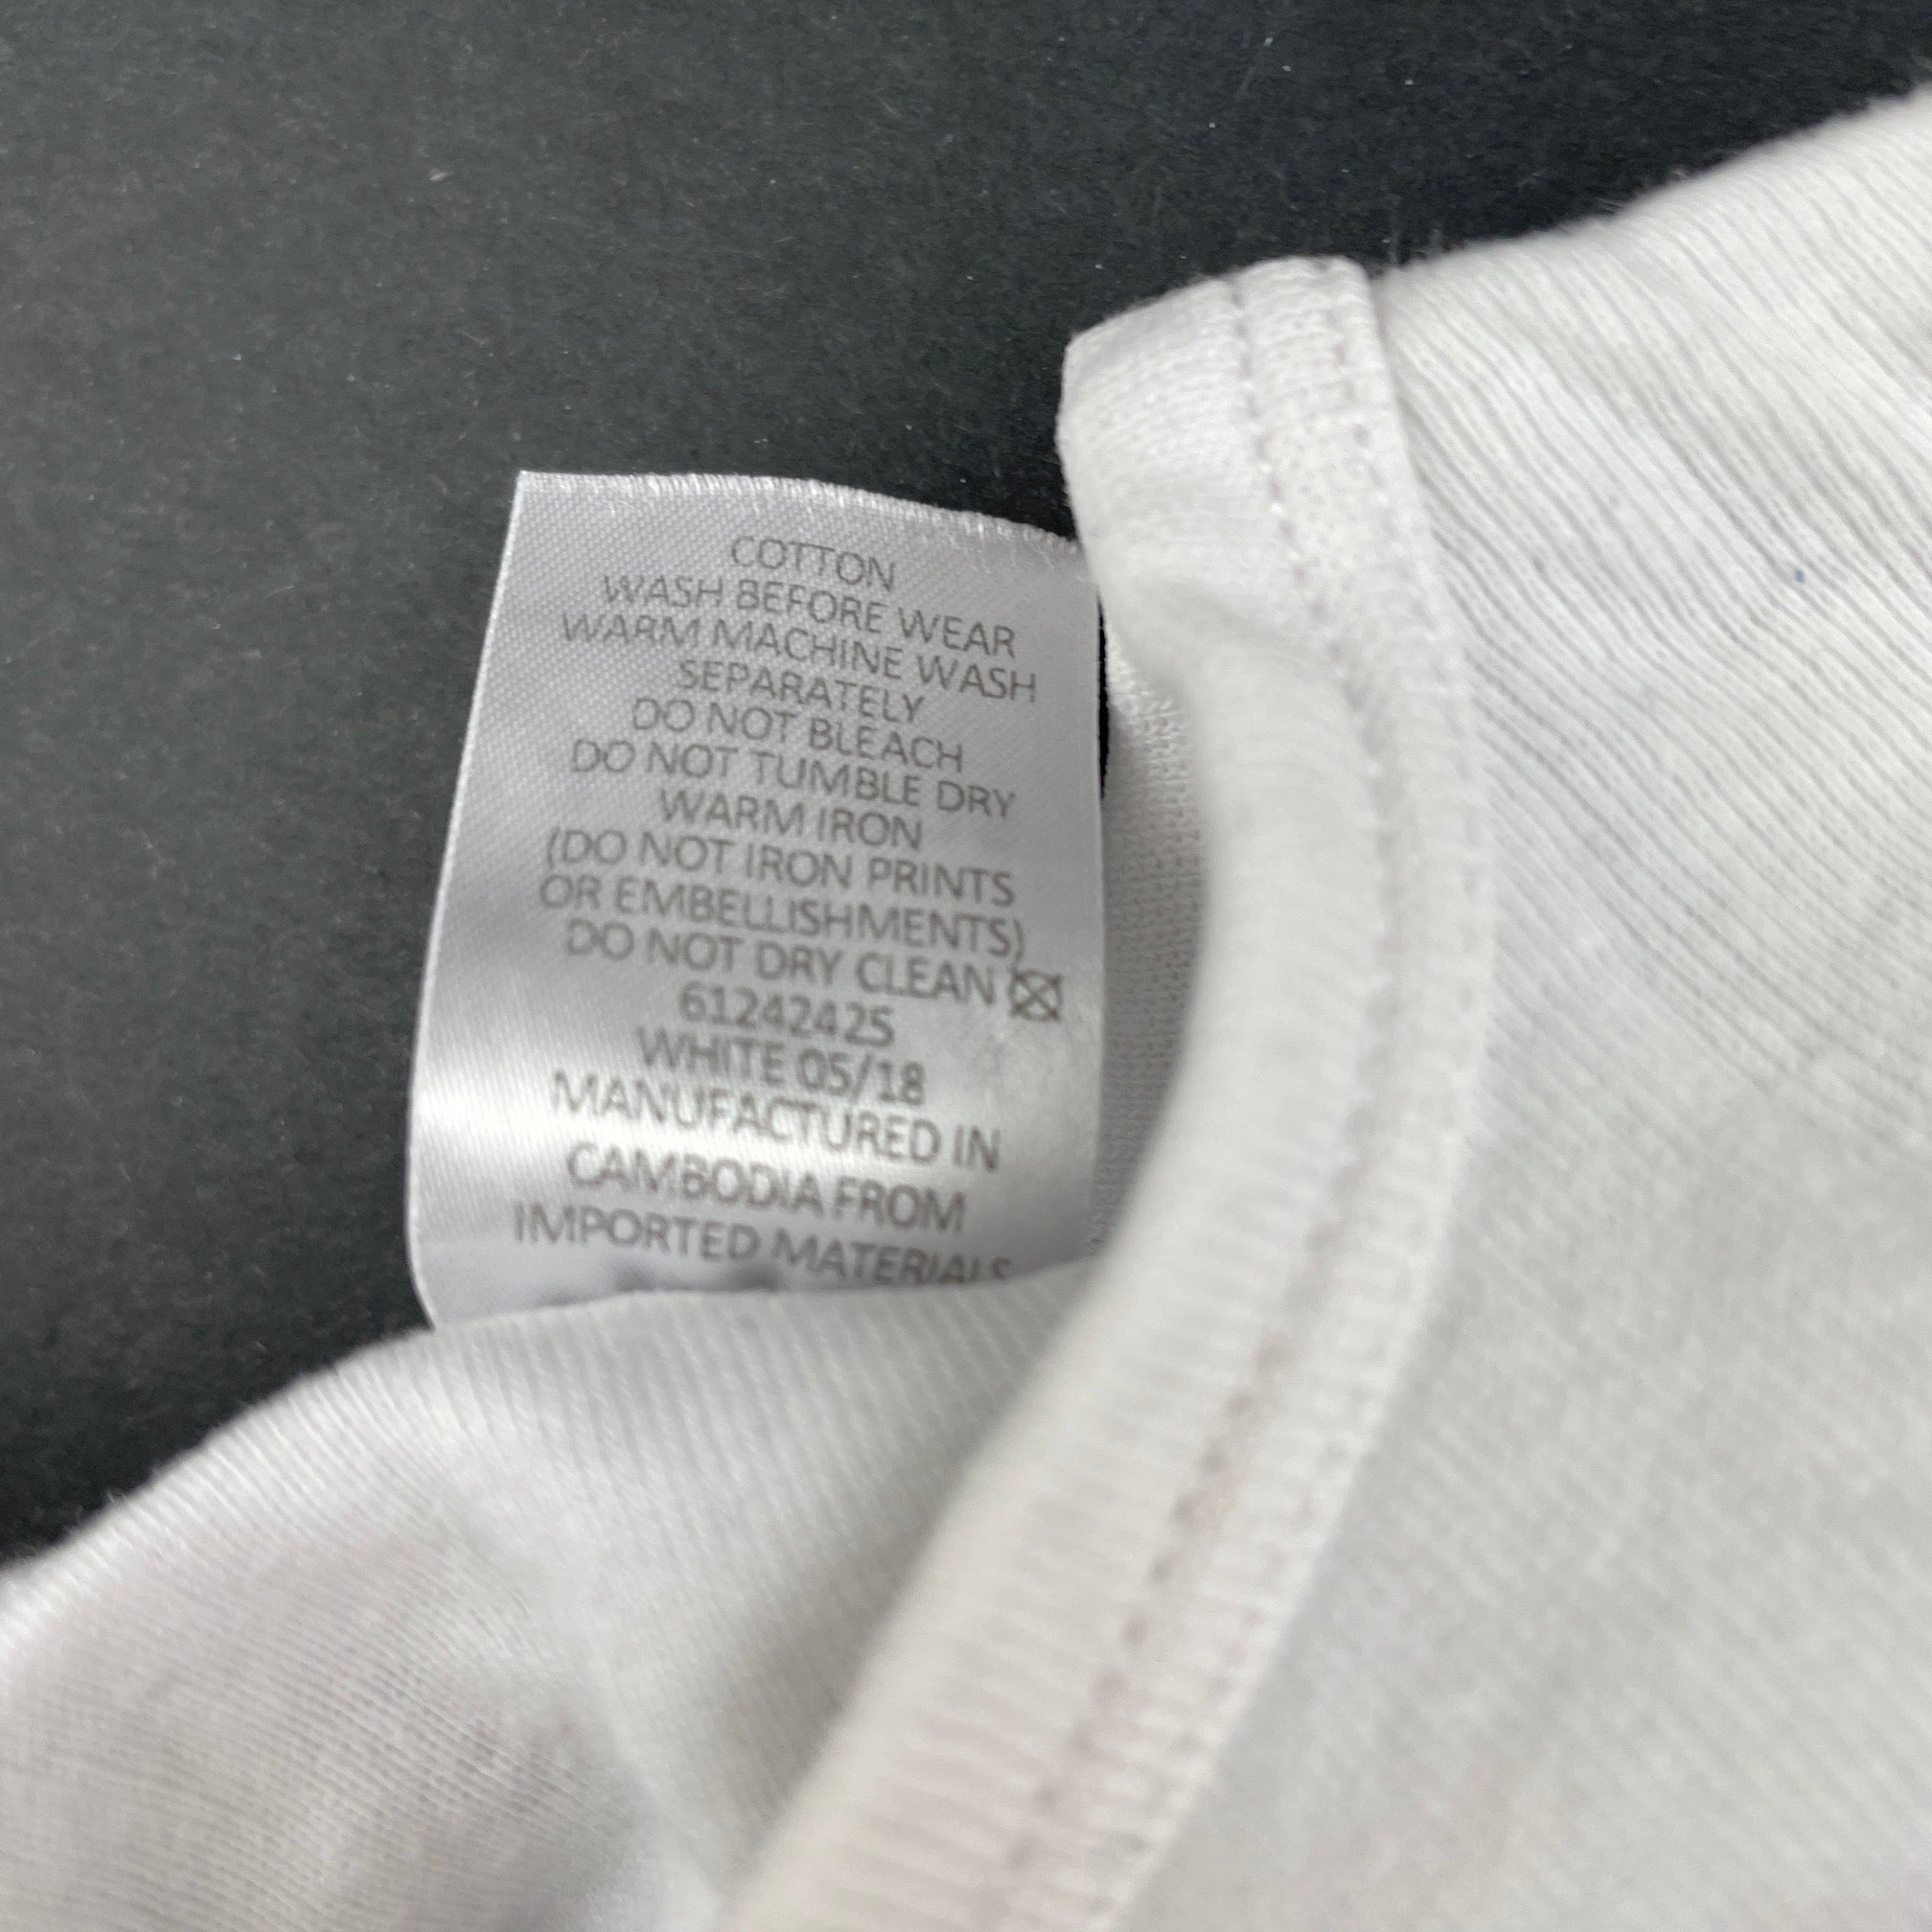 COTTON
WASH BEFORE WEAR
WARM MACHINE WASH
SEPARATELY
DO NOT BLEACH
DO NOT TUMBLE DRY
WARM IRON
(DO NOT IRON PRINTS
OR EMBELLISHMENTS)
DO NOT DRY CLEAN
61242425
WHITE 05/18
MANUFACTURED IN
CAMBODIA FROM
IMPORTED MATERIALS